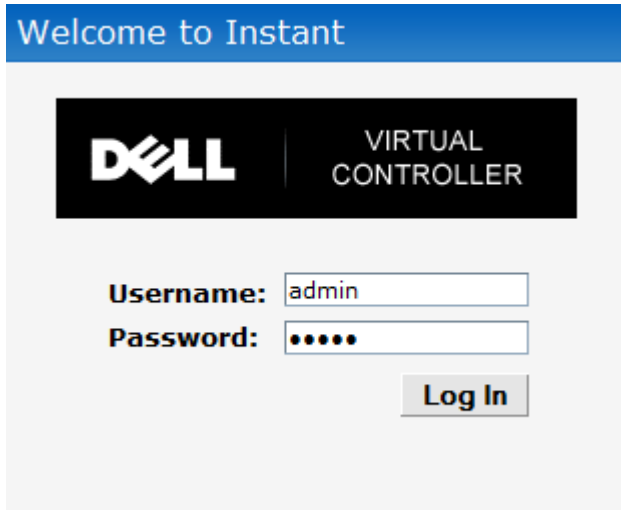 Welcome to Instant
DELL
VIRTUAL
CONTROLLER
Username: admin
Password: •••••
Log In